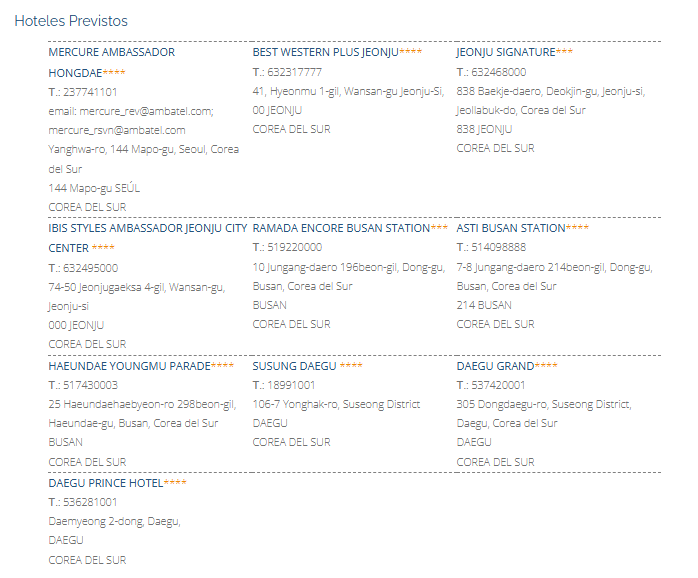 Hoteles Previstos
MERCURE AMBASSADOR
HONGDAE****
T.: 237741101
email: mercure_rev@ambatel.com;
mercure_rsvn@ambatel.com
Yanghwa-ro, 144 Mapo-gu, Seoul, Corea
del Sur
144 Mapo-gu SEÚL
COREA DEL SUR
BEST WESTERN PLUS JEONJU****
T.: 632317777
41, Hyeonmu 1-gil, Wansan-gu Jeonju-Si,
00 JEONJU
COREA DEL SUR
JEONJU SIGNATURE***
T.: 632468000
838 Baekje-daero, Deokjin-gu, Jeonju-si,
Jeollabuk-do, Corea del Sur
838 JEONJU
COREA DEL SUR
IBIS STYLES AMBASSADOR JEONJU CITY
CENTER ****
T.: 632495000
74-50 Jeonjugaeksa 4-gil, Wansan-gu,
Jeonju-si
000 JEONJU
COREA DEL SUR
RAMADA ENCORE BUSAN STATION***
T.: 519220000
10 Jungang-daero 196beon-gil, Dong-gu,
Busan, Corea del Sur
BUSAN
COREA DEL SUR
ASTI BUSAN STATION****
T.: 514098888
7-8 Jungang-daero 214beon-gil, Dong-gu,
Busan, Corea del Sur
214 BUSAN
COREA DEL SUR
HAEUNDAE YOUNGMU PARADE****
T.: 517430003
25 Haeundaehaebyeon-ro 298beon-gil,
Haeundae-gu, Busan, Corea del Sur
BUSAN
COREA DEL SUR
SUSUNG DAEGU ****
T.: 18991001
106-7 Yonghak-ro, Suseong District
DAEGU
COREA DEL SUR
DAEGU GRAND****
T.: 537420001
305 Dongdaegu-ro, Suseong District,
Daegu, Corea del Sur
DAEGU
COREA DEL SUR
DAEGU PRINCE HOTEL****
T.: 536281001
Daemyeong 2-dong, Daegu,
DAEGU
COREA DEL SUR